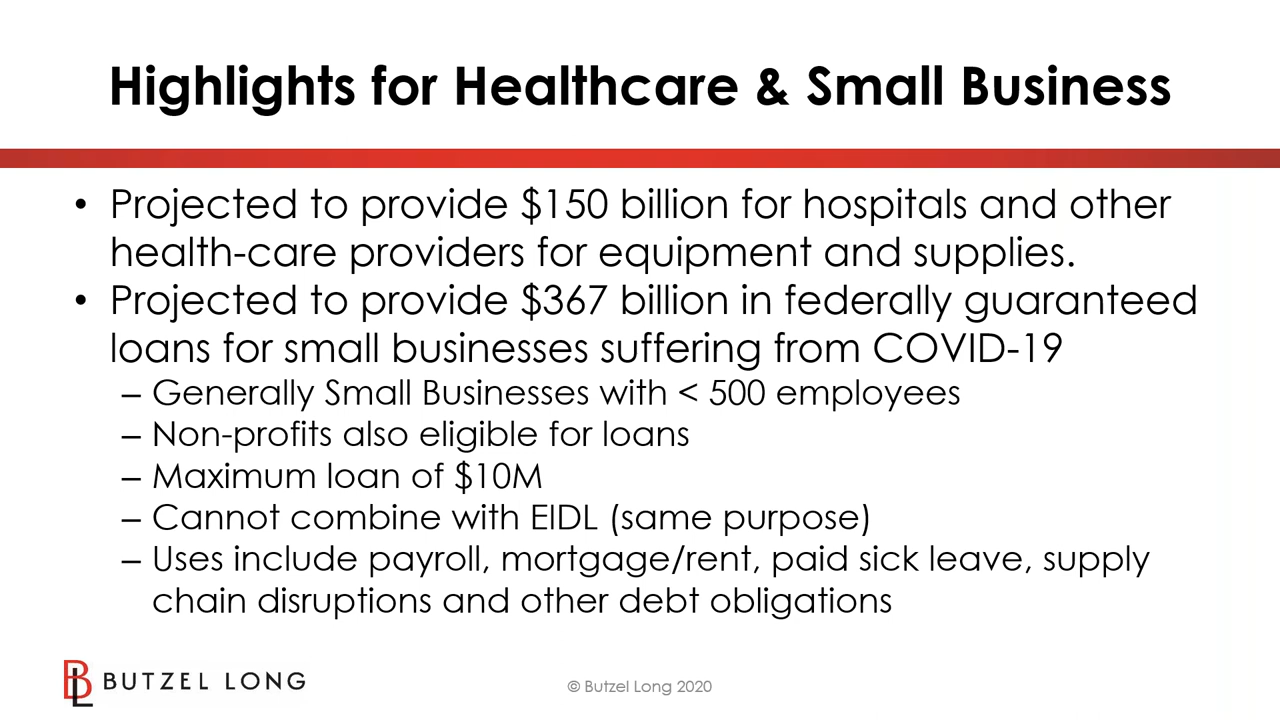 Highlights for Healthcare & Small Business
• Projected to provide $150 billion for hospitals and other
health-care providers for equipment and supplies.
• Projected to provide $367 billion in federally guaranteed
loans for small businesses suffering from COVID-19
– Generally Small Businesses with < 500 employees
– Non-profits also eligible for loans
– Maximum loan of $10M
– Cannot combine with EIDL (same purpose)
– Uses include payroll, mortgage/rent, paid sick leave, supply
chain disruptions and other debt obligations
BL BUTZEL LONG
© Butzel Long 2020